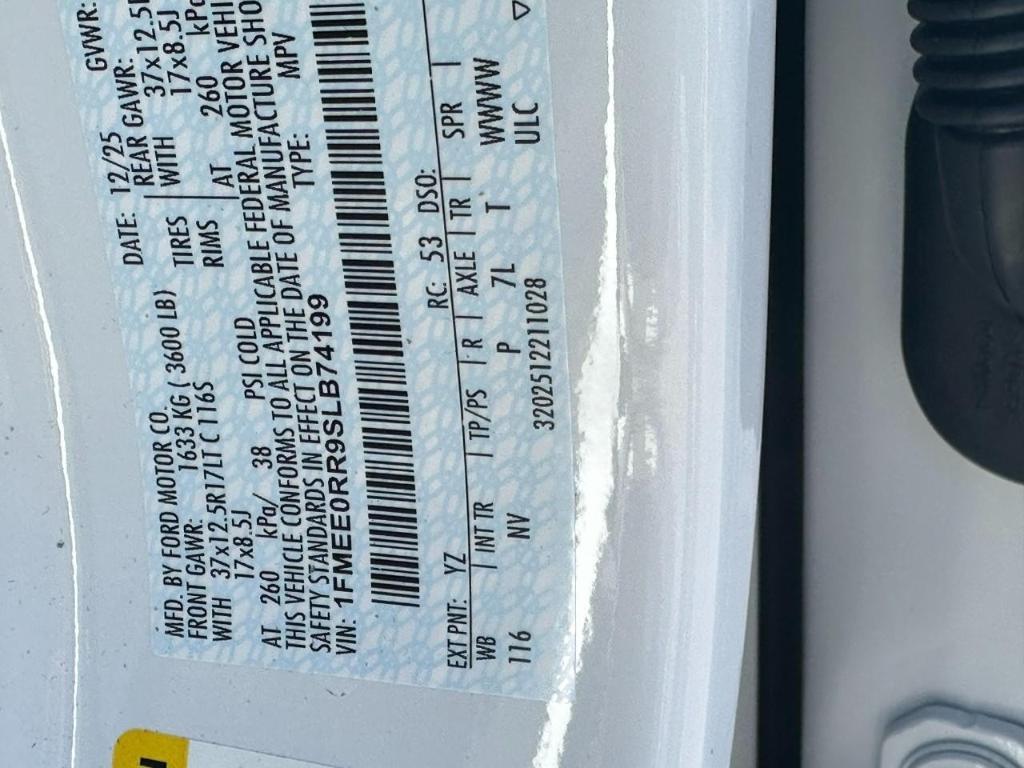 MFD. BY FORD MOTOR CO.
DATE: 12/25
GVWR:
FRONT GAWR: 1633 KG ( 3600 LB)
REAR GAWR:
WITH 37x12.5R17LT C 116S TIRES WITH 37x12.5
17x8.5J RIMS 17x8.5J
AT 260 kPa/ 38 PSI COLD AT 260 kPa
THIS VEHICLE CONFORMS TO ALL APPLICABLE FEDERAL MOTOR VEHI
SAFETY STANDARDS IN EFFECT ON THE DATE OF MANUFACTURE SHO
VIN: 1FMEE0RR9SLB74199 TYPE: MPV
EXT PNT: YZ RC: 53 DSO:
WB INT TR TP/PS R AXLE TR SPR
116 NV P 7L T WWWW
3202512211028 ULC